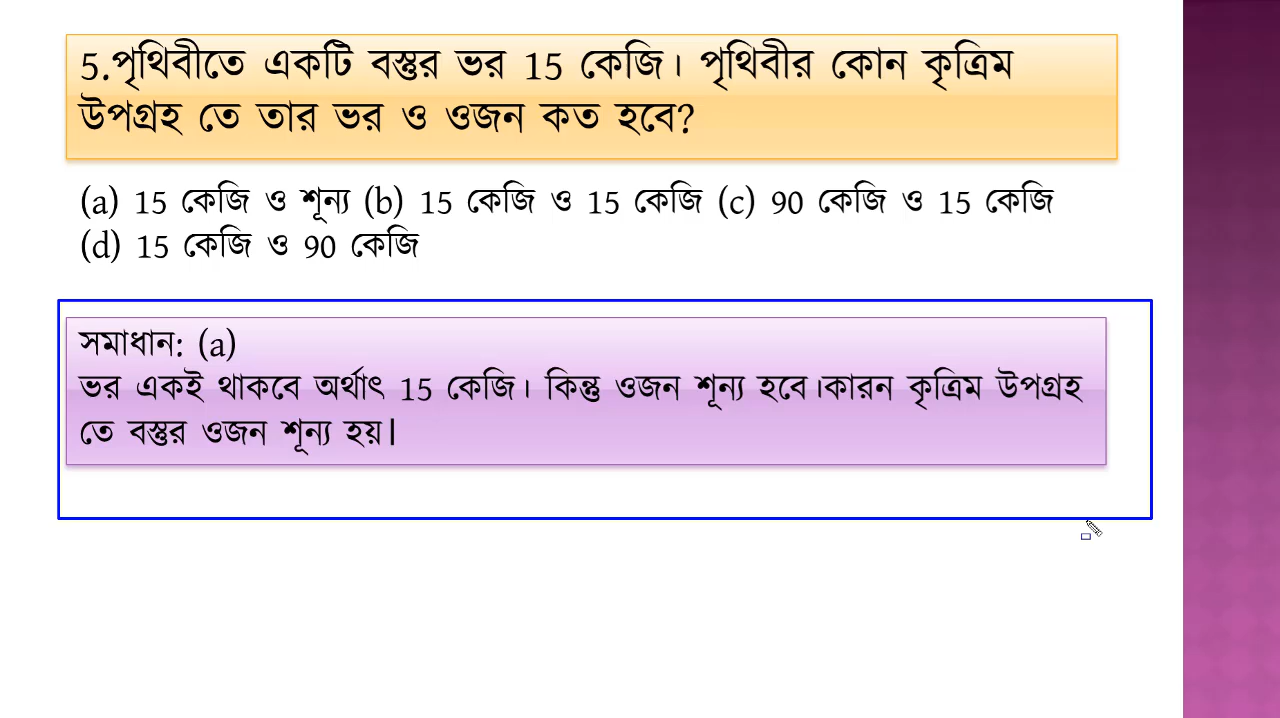 5.পৃথিবীতে একটি বস্তুর ভর 15 কেজি। পৃথিবীর কোন কৃত্রিম
উপগ্রহ তে তার ভর ও ওজন কত হবে?
(a) 15 কেজি ও শূন্য (b) 15 কেজি ও 15 কেজি (c) 90 কেজি ও 15 কেজি
(d) 15 কেজি ও 90 কেজি
সমাধান: (a)
ভর একই থাকবে অর্থাৎ 15 কেজি। কিন্তু ওজন শূন্য হবে।কারন কৃত্রিম উপগ্রহ
তে বস্তুর ওজন শূন্য হয়।